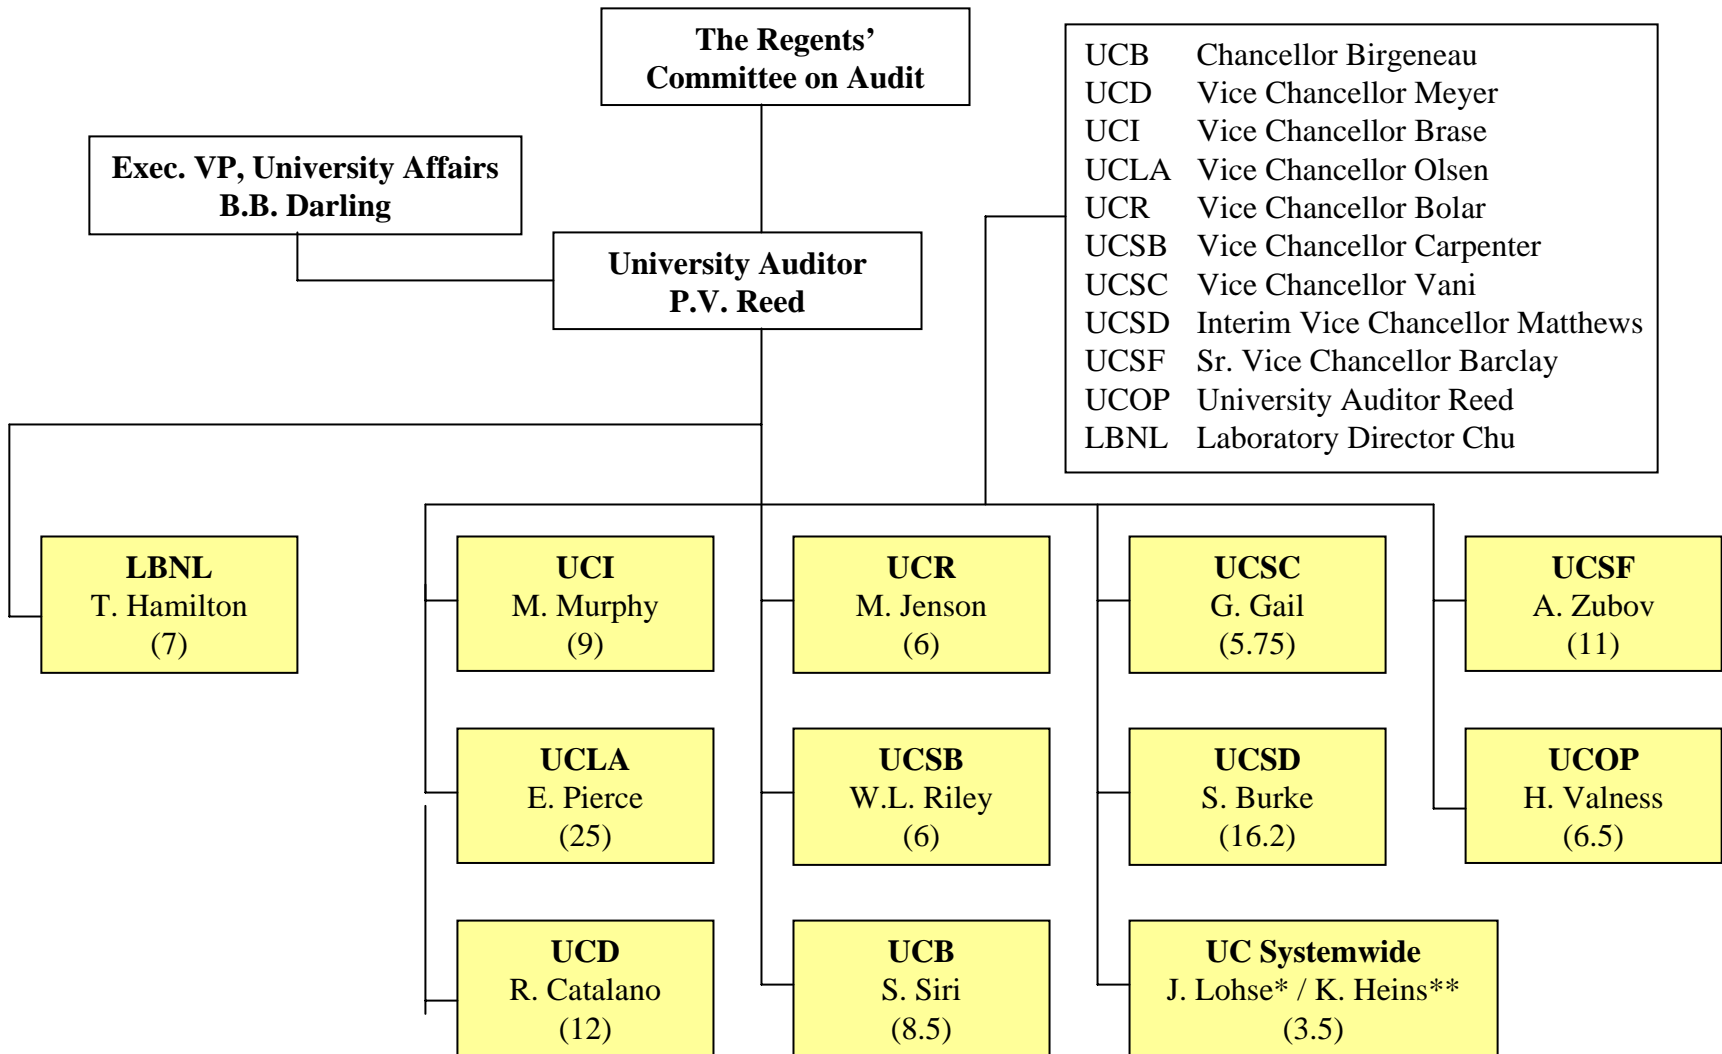 The Regents’
Committee on Audit
Exec. VP, University Affairs
B.B. Darling
University Auditor
P.V. Reed
UCB Chancellor Birgeneau
UCD Vice Chancellor Meyer
UCI Vice Chancellor Brase
UCLA Vice Chancellor Olsen
UCR Vice Chancellor Bolar
UCSB Vice Chancellor Carpenter
UCSC Vice Chancellor Vani
UCSD Interim Vice Chancellor Matthews
UCSF Sr. Vice Chancellor Barclay
UCOP University Auditor Reed
LBNL Laboratory Director Chu
LBNL
T. Hamilton
(7)
UCI
M. Murphy
(9)
UCR
M. Jenson
(6)
UCSC
G. Gail
(5.75)
UCSF
A. Zubov
(11)
UCLA
E. Pierce
(25)
UCSB
W.L. Riley
(6)
UCSD
S. Burke
(16.2)
UCOP
H. Valness
(6.5)
UCD
R. Catalano
(12)
UCB
S. Siri
(8.5)
UC Systemwide
J. Lohse* / K. Heins**
(3.5)